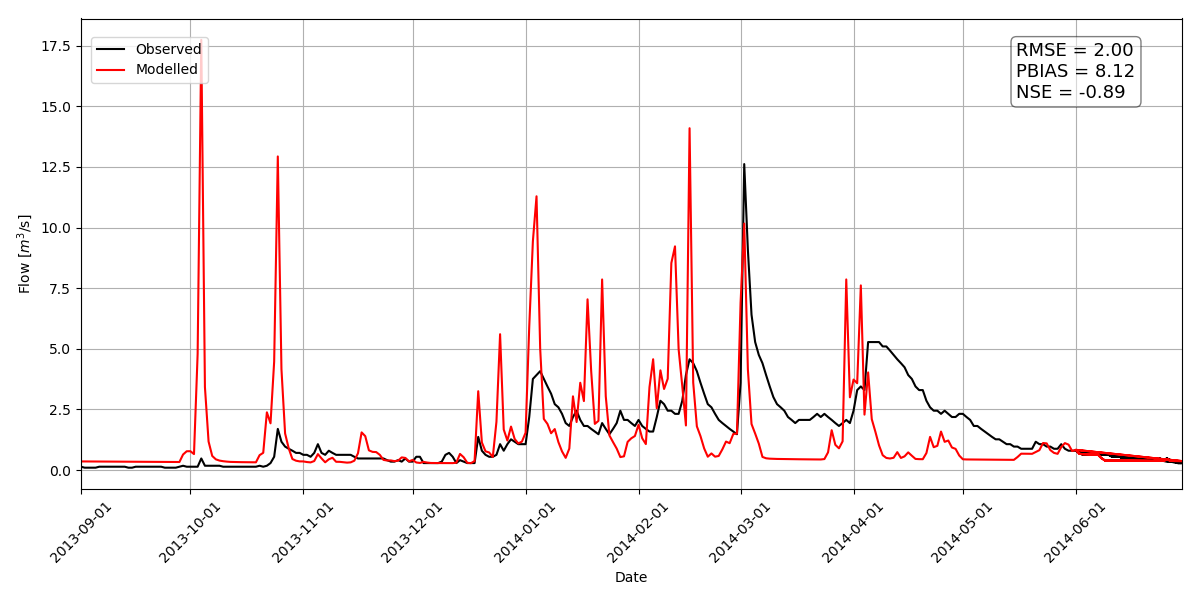 17.5
15.0
12.5
10.0
7.5
5.0
2.5
0.0
Flow [m³/s]
Observed
Modelled
RMSE = 2.00
PBIAS = 8.12
NSE = -0.89
2013-09-01
2013-10-01
2013-11-01
2013-12-01
2014-01-01
2014-02-01
2014-03-01
2014-04-01
2014-05-01
2014-06-01
Date